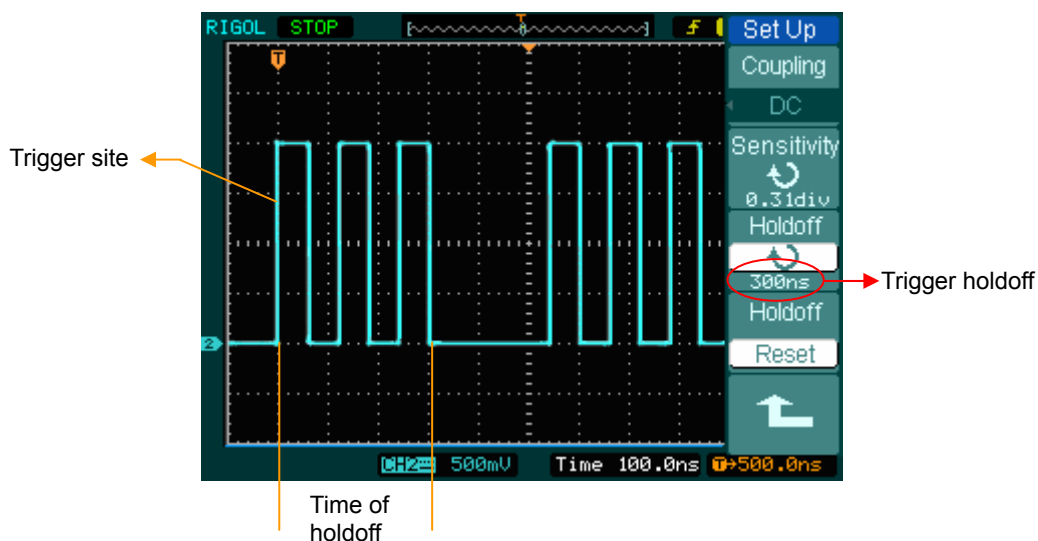 RIGOL STOP
T
Set Up
T
Coupling
DC
Trigger site
Sensitivity
0.31div
Holdoff
300ns
Trigger holdoff
Holdoff
2
Reset
CH2 500mV Time 100.0ns T→500.0ns
Time of
holdoff